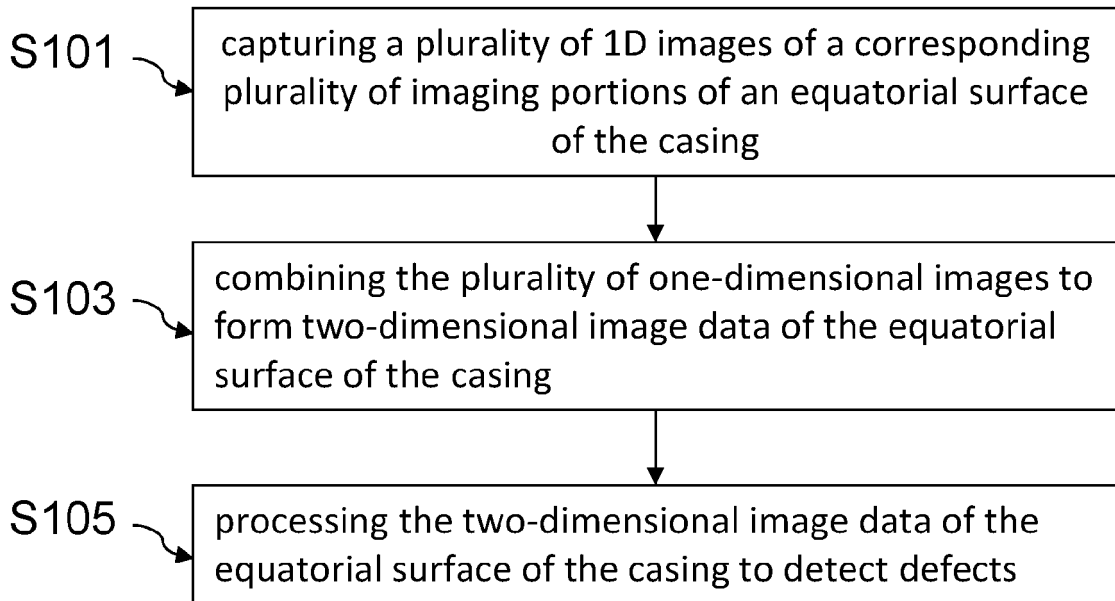 S101
capturing a plurality of 1D images of a corresponding
plurality of imaging portions of an equatorial surface
of the casing
S103
combining the plurality of one-dimensional images to
form two-dimensional image data of the equatorial
surface of the casing
S105
processing the two-dimensional image data of the
equatorial surface of the casing to detect defects